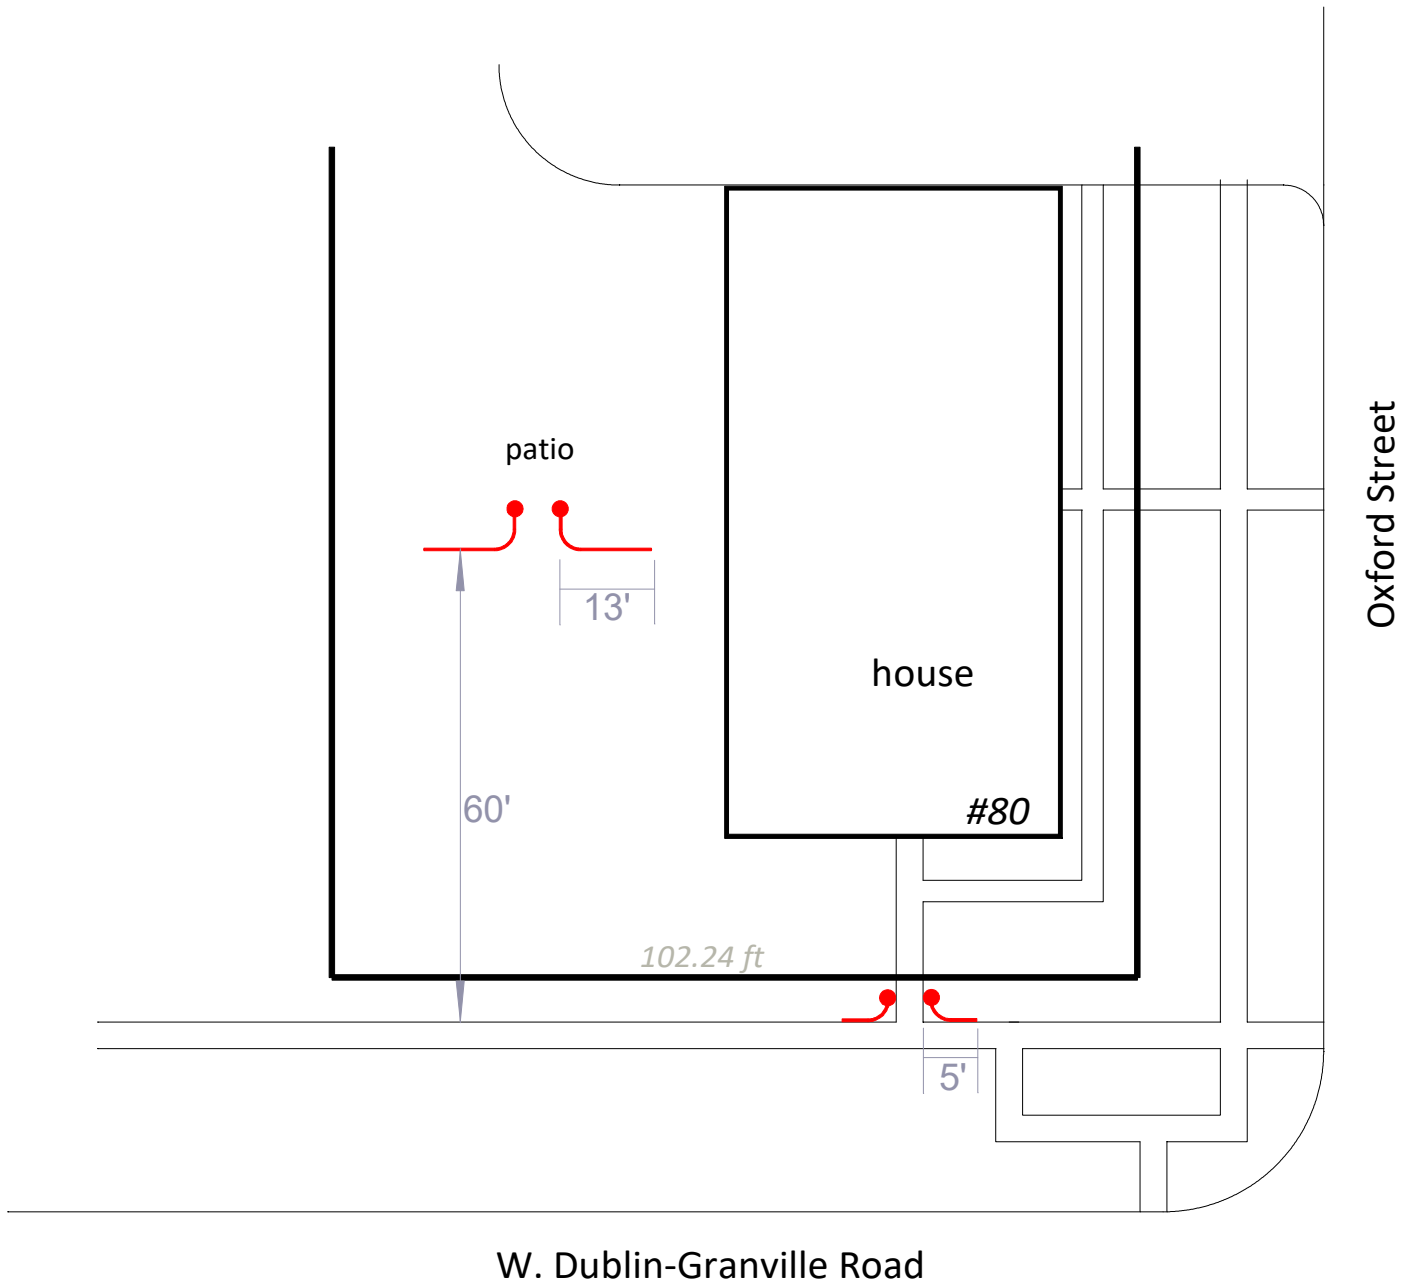 patio
13'
Oxford Street
house
60'
#80
102.24 ft
5'
W. Dublin-Granville Road